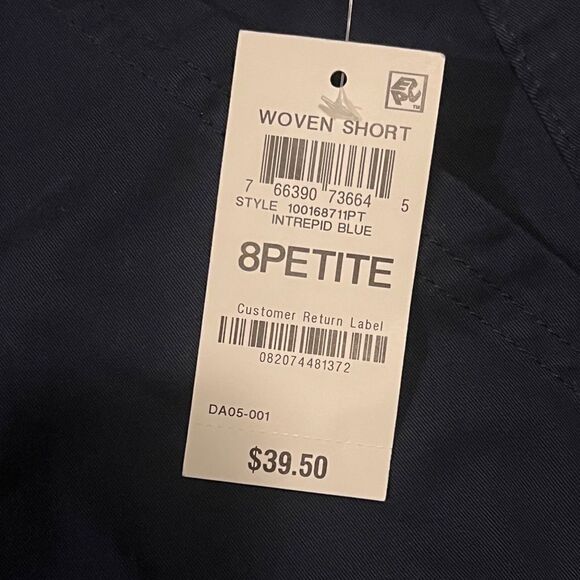 WOVEN SHORT
7 66390 73664 5
STYLE 100168711PT
INTREPID BLUE
8PETITE
Customer Return Label
082074481372
DA05-001
$39.50